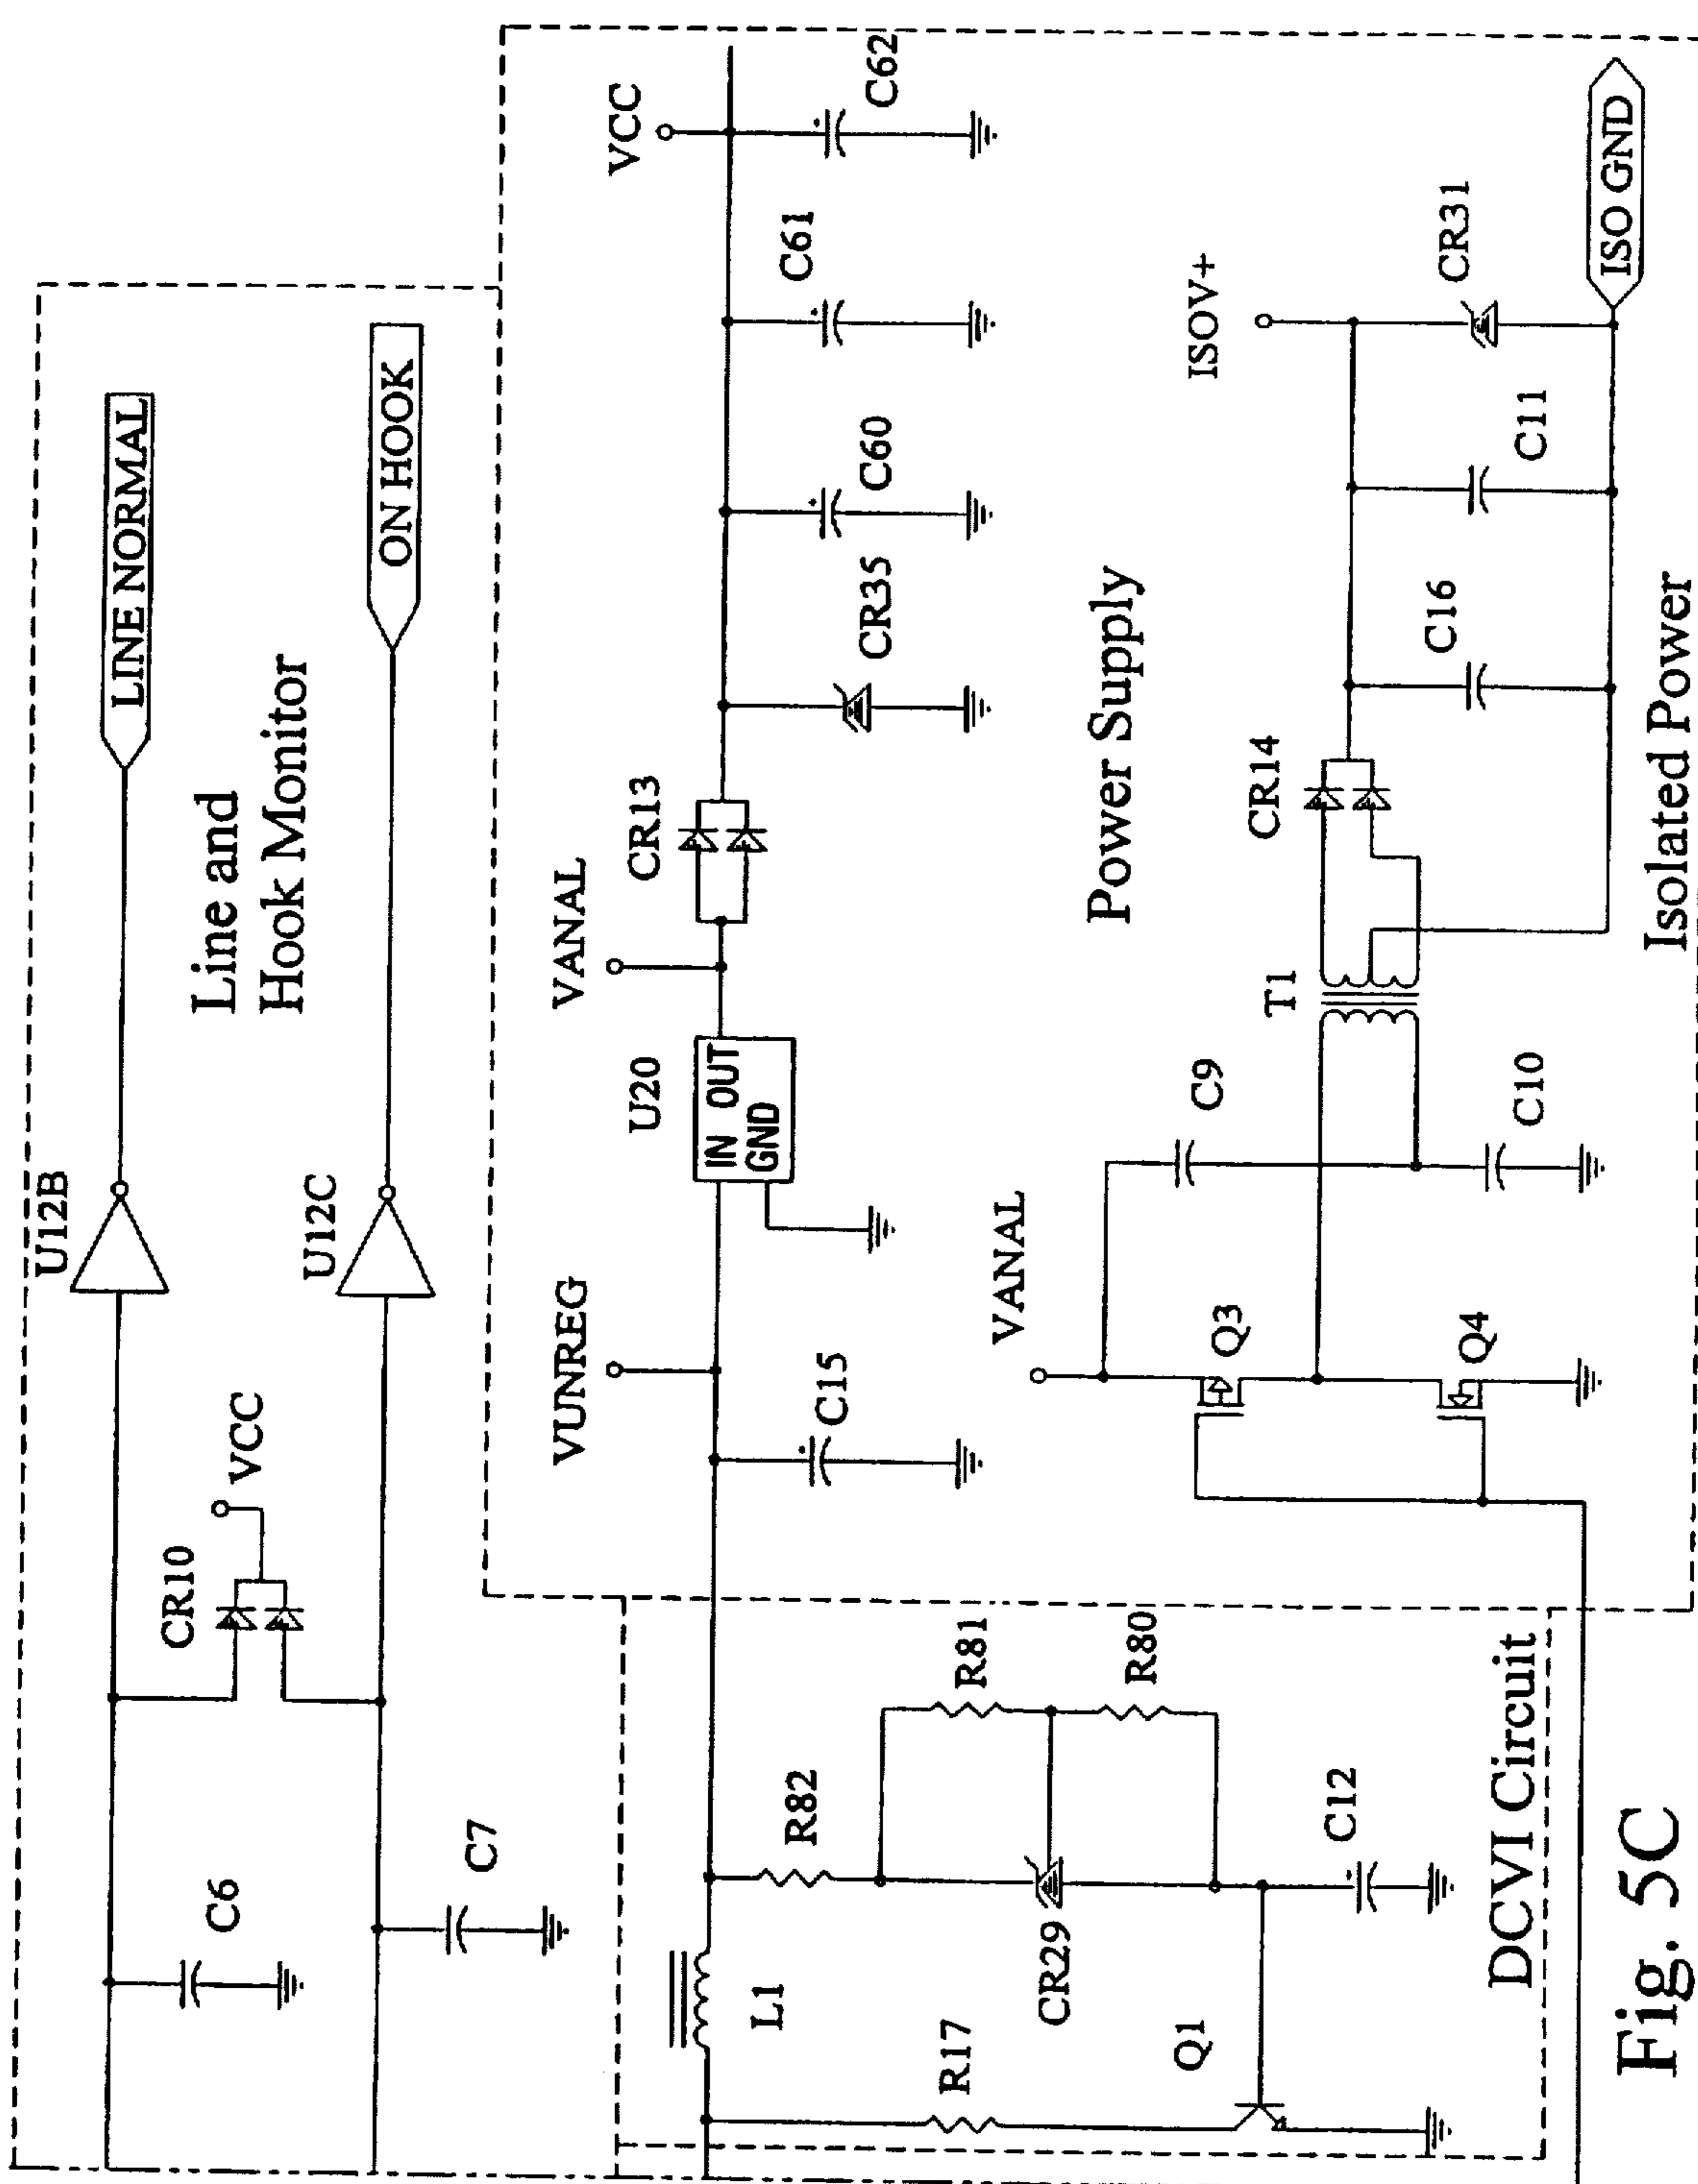 U12B
LINE NORMAL
U12C
ON HOOK
Line and
Hook Monitor
CR10
VCC
C6
C7
VUNREG
U20
IN OUT
GND
VANAL
CR13
VCC
C15
CR35
C60
C61
C62
Power Supply
L1
R82
R81
R80
R17
CR29
Q1
C12
DCVI Circuit
VANAL
Q3
Q4
C9
C10
T1
CR14
C16
C11
ISOV+
CR31
ISO GND
Isolated Power
Fig. 5C